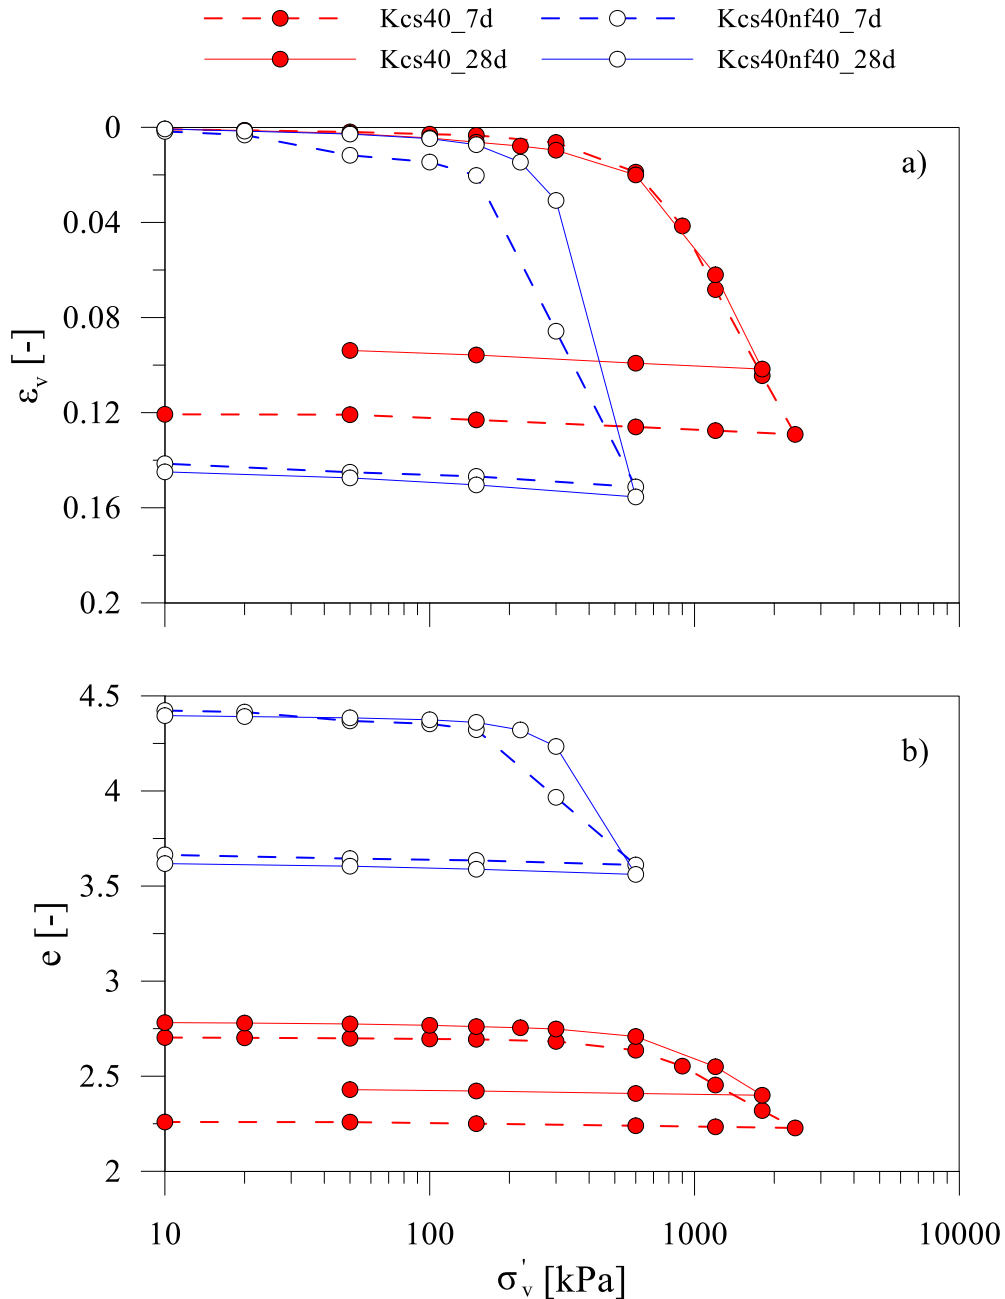 Kcs40_7d Kcs40nf40_7d
Kcs40_28d Kcs40nf40_28d
a)
0
0.04
0.08
0.12
0.16
0.2
εv [-]
b)
4.5
4
3.5
3
2.5
2
e [-]
10 100 1000 10000
σ'v [kPa]